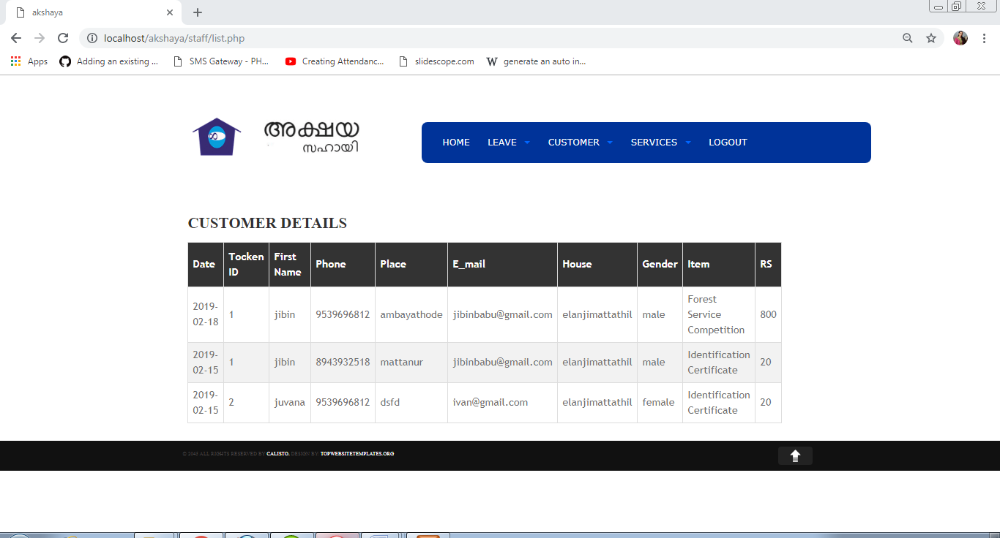 akshaya
localhost/akshaya/staff/list.php
Apps Adding an existing ... SMS Gateway - PH... Creating Attendanc... slidescope.com W generate an auto in...
അക്ഷയ
സഹായി
HOME LEAVE CUSTOMER SERVICES LOGOUT
CUSTOMER DETAILS
Date Tocken ID First Name Phone Place E_mail House Gender Item RS
2019-02-18 1 jibin 9539696812 ambayathode jibinbabu@gmail.com elanjimattathil male Forest Service Competition 800
2019-02-15 1 jibin 8943932518 mattanur jibinbabu@gmail.com elanjimattathil male Identification Certificate 20
2019-02-15 2 juvana 9539696812 dsfd ivan@gmail.com elanjimattathil female Identification Certificate 20
ALL RIGHTS RESERVED BY CALISTO. DESIGN BY TOPWEBSITETEMPLATES.ORG